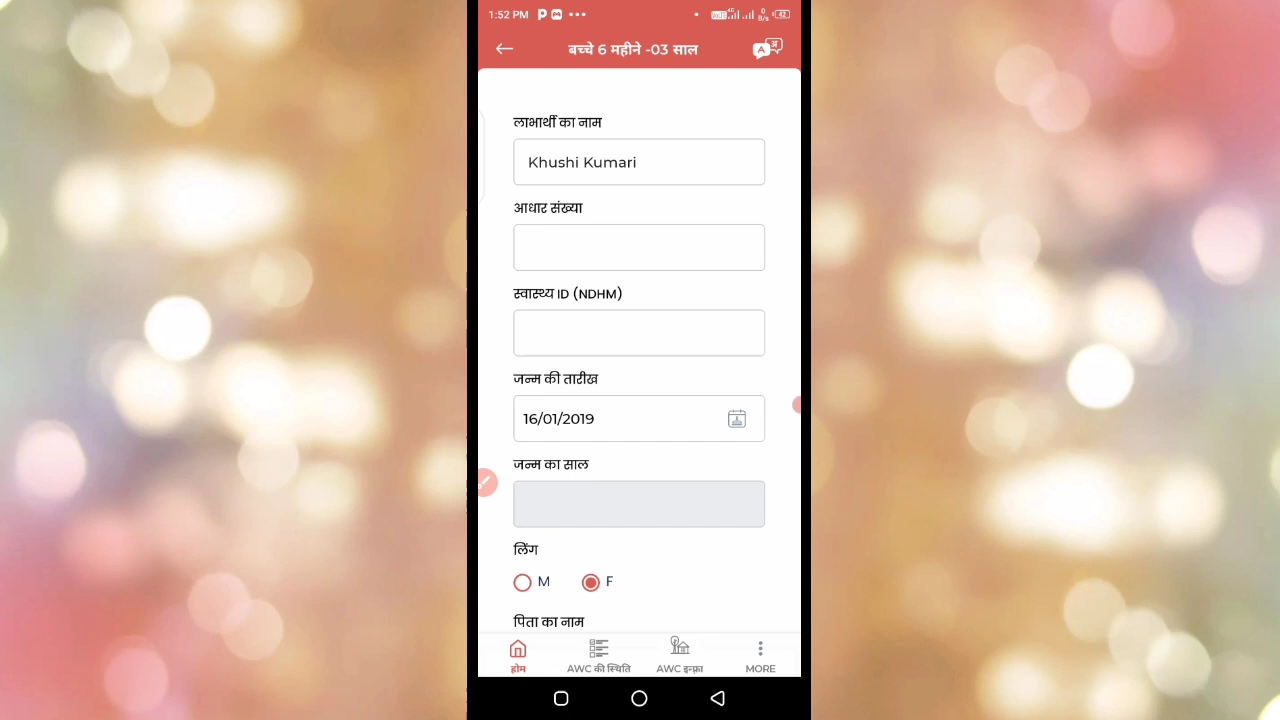 1:52 PM
बच्चे 6 महीने -03 साल
लाभार्थी का नाम
Khushi Kumari
आधार संख्या
स्वास्थ्य ID (NDHM)
जन्म की तारीख
16/01/2019
जन्म का साल
लिंग
M F
पिता का नाम
होम AWC की स्थिति AWC इन्फ्रा MORE